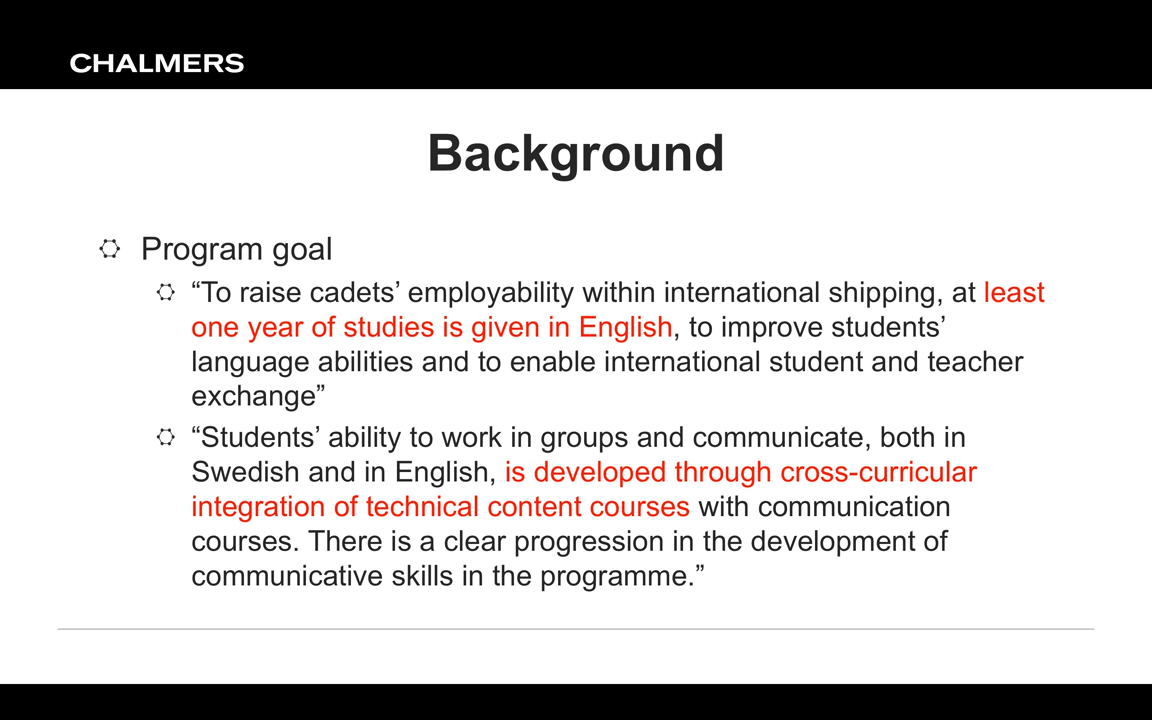 CHALMERS
Background
Program goal
“To raise cadets’ employability within international shipping, at least
one year of studies is given in English, to improve students’
language abilities and to enable international student and teacher
exchange”
“Students’ ability to work in groups and communicate, both in
Swedish and in English, is developed through cross-curricular
integration of technical content courses with communication
courses. There is a clear progression in the development of
communicative skills in the programme.”